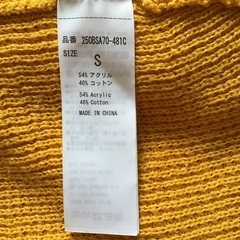 品番 250BSA70-481C
SIZE
S
54% アクリル
46% コットン
54% Acrylic
46% Cotton
MADE IN CHINA